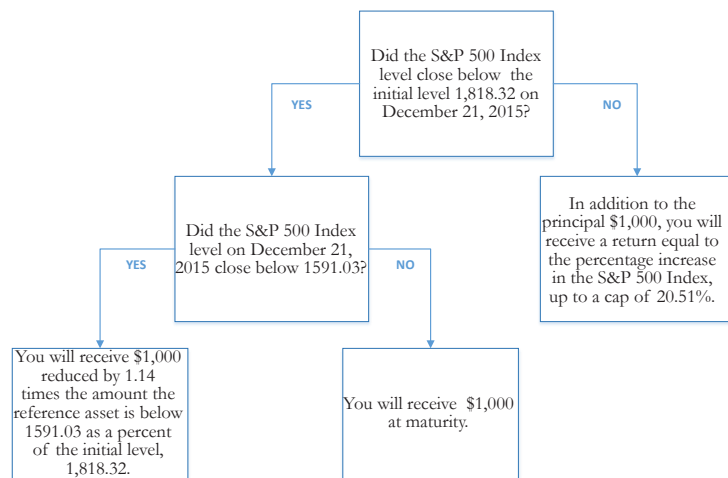 Did the S&P 500 Index
level close below the
initial level 1,818.32 on
December 21, 2015?
YES
NO
Did the S&P 500 Index
level on December 21,
2015 close below 1591.03?
In addition to the
principal $1,000, you will
receive a return equal to
the percentage increase
in the S&P 500 Index,
up to a cap of 20.51%.
YES
NO
You will receive $1,000
reduced by 1.14
times the amount the
reference asset is below
1591.03 as a percent
of the initial level,
1,818.32.
You will receive $1,000
at maturity.